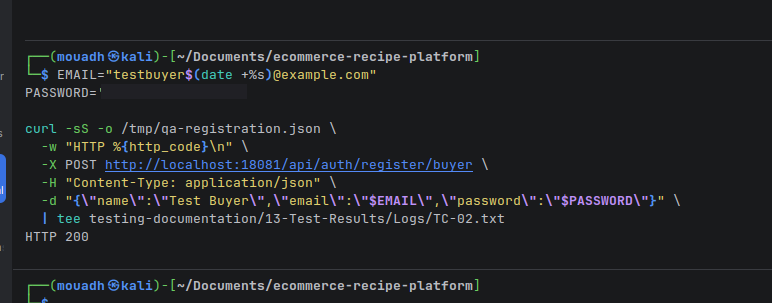 ┌──(mouadh㉿kali)-[~/Documents/ecommerce-recipe-platform]
└─$ EMAIL="testbuyer$(date +%s)@example.com"
PASSWORD='
curl -sS -o /tmp/qa-registration.json \
-w "HTTP %{http_code}\n" \
-X POST http://localhost:18081/api/auth/register/buyer \
-H "Content-Type: application/json" \
-d "{\"name\":\"Test Buyer\",\"email\":\"$EMAIL\",\"password\":\"$PASSWORD\"}" \
| tee testing-documentation/13-Test-Results/Logs/TC-02.txt
HTTP 200
┌──(mouadh㉿kali)-[~/Documents/ecommerce-recipe-platform]